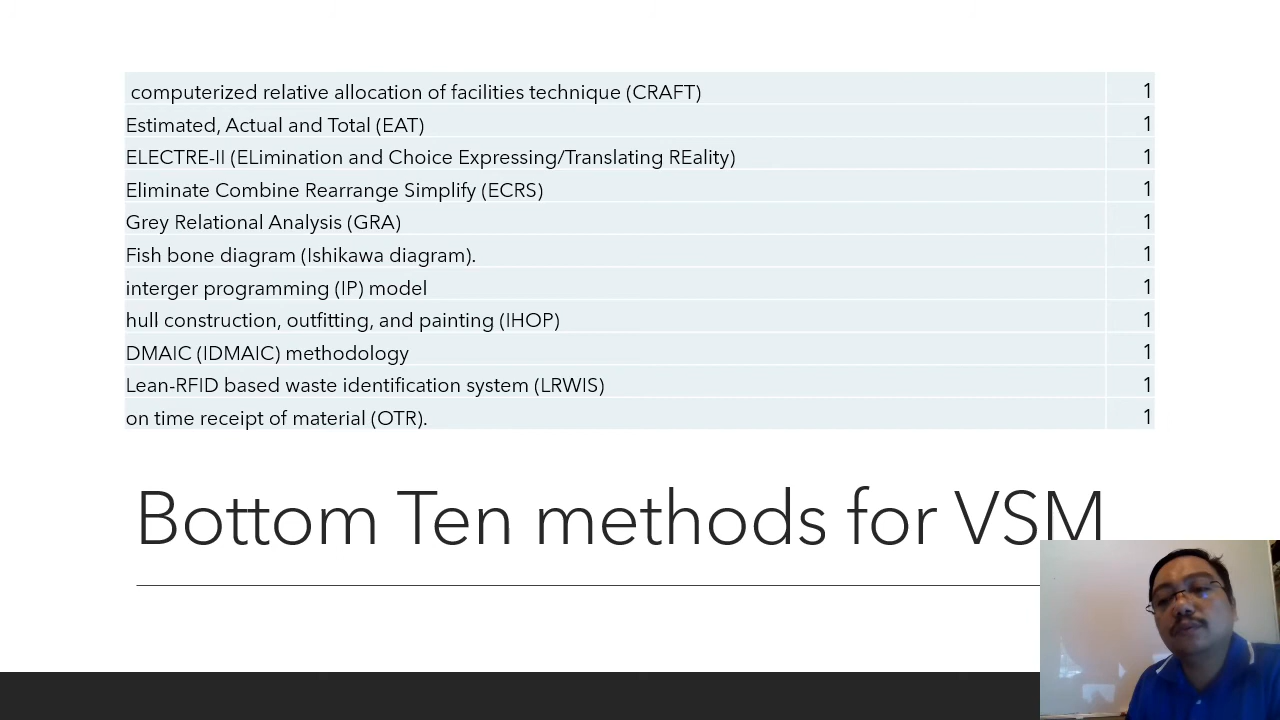 computerized relative allocation of facilities technique (CRAFT) 1
Estimated, Actual and Total (EAT) 1
ELECTRE-II (ELimination and Choice Expressing/Translating REality) 1
Eliminate Combine Rearrange Simplify (ECRS) 1
Grey Relational Analysis (GRA) 1
Fish bone diagram (Ishikawa diagram). 1
interger programming (IP) model 1
hull construction, outfitting, and painting (IHOP) 1
DMAIC (IDMAIC) methodology 1
Lean-RFID based waste identification system (LRWIS) 1
on time receipt of material (OTR). 1
Bottom Ten methods for VSM